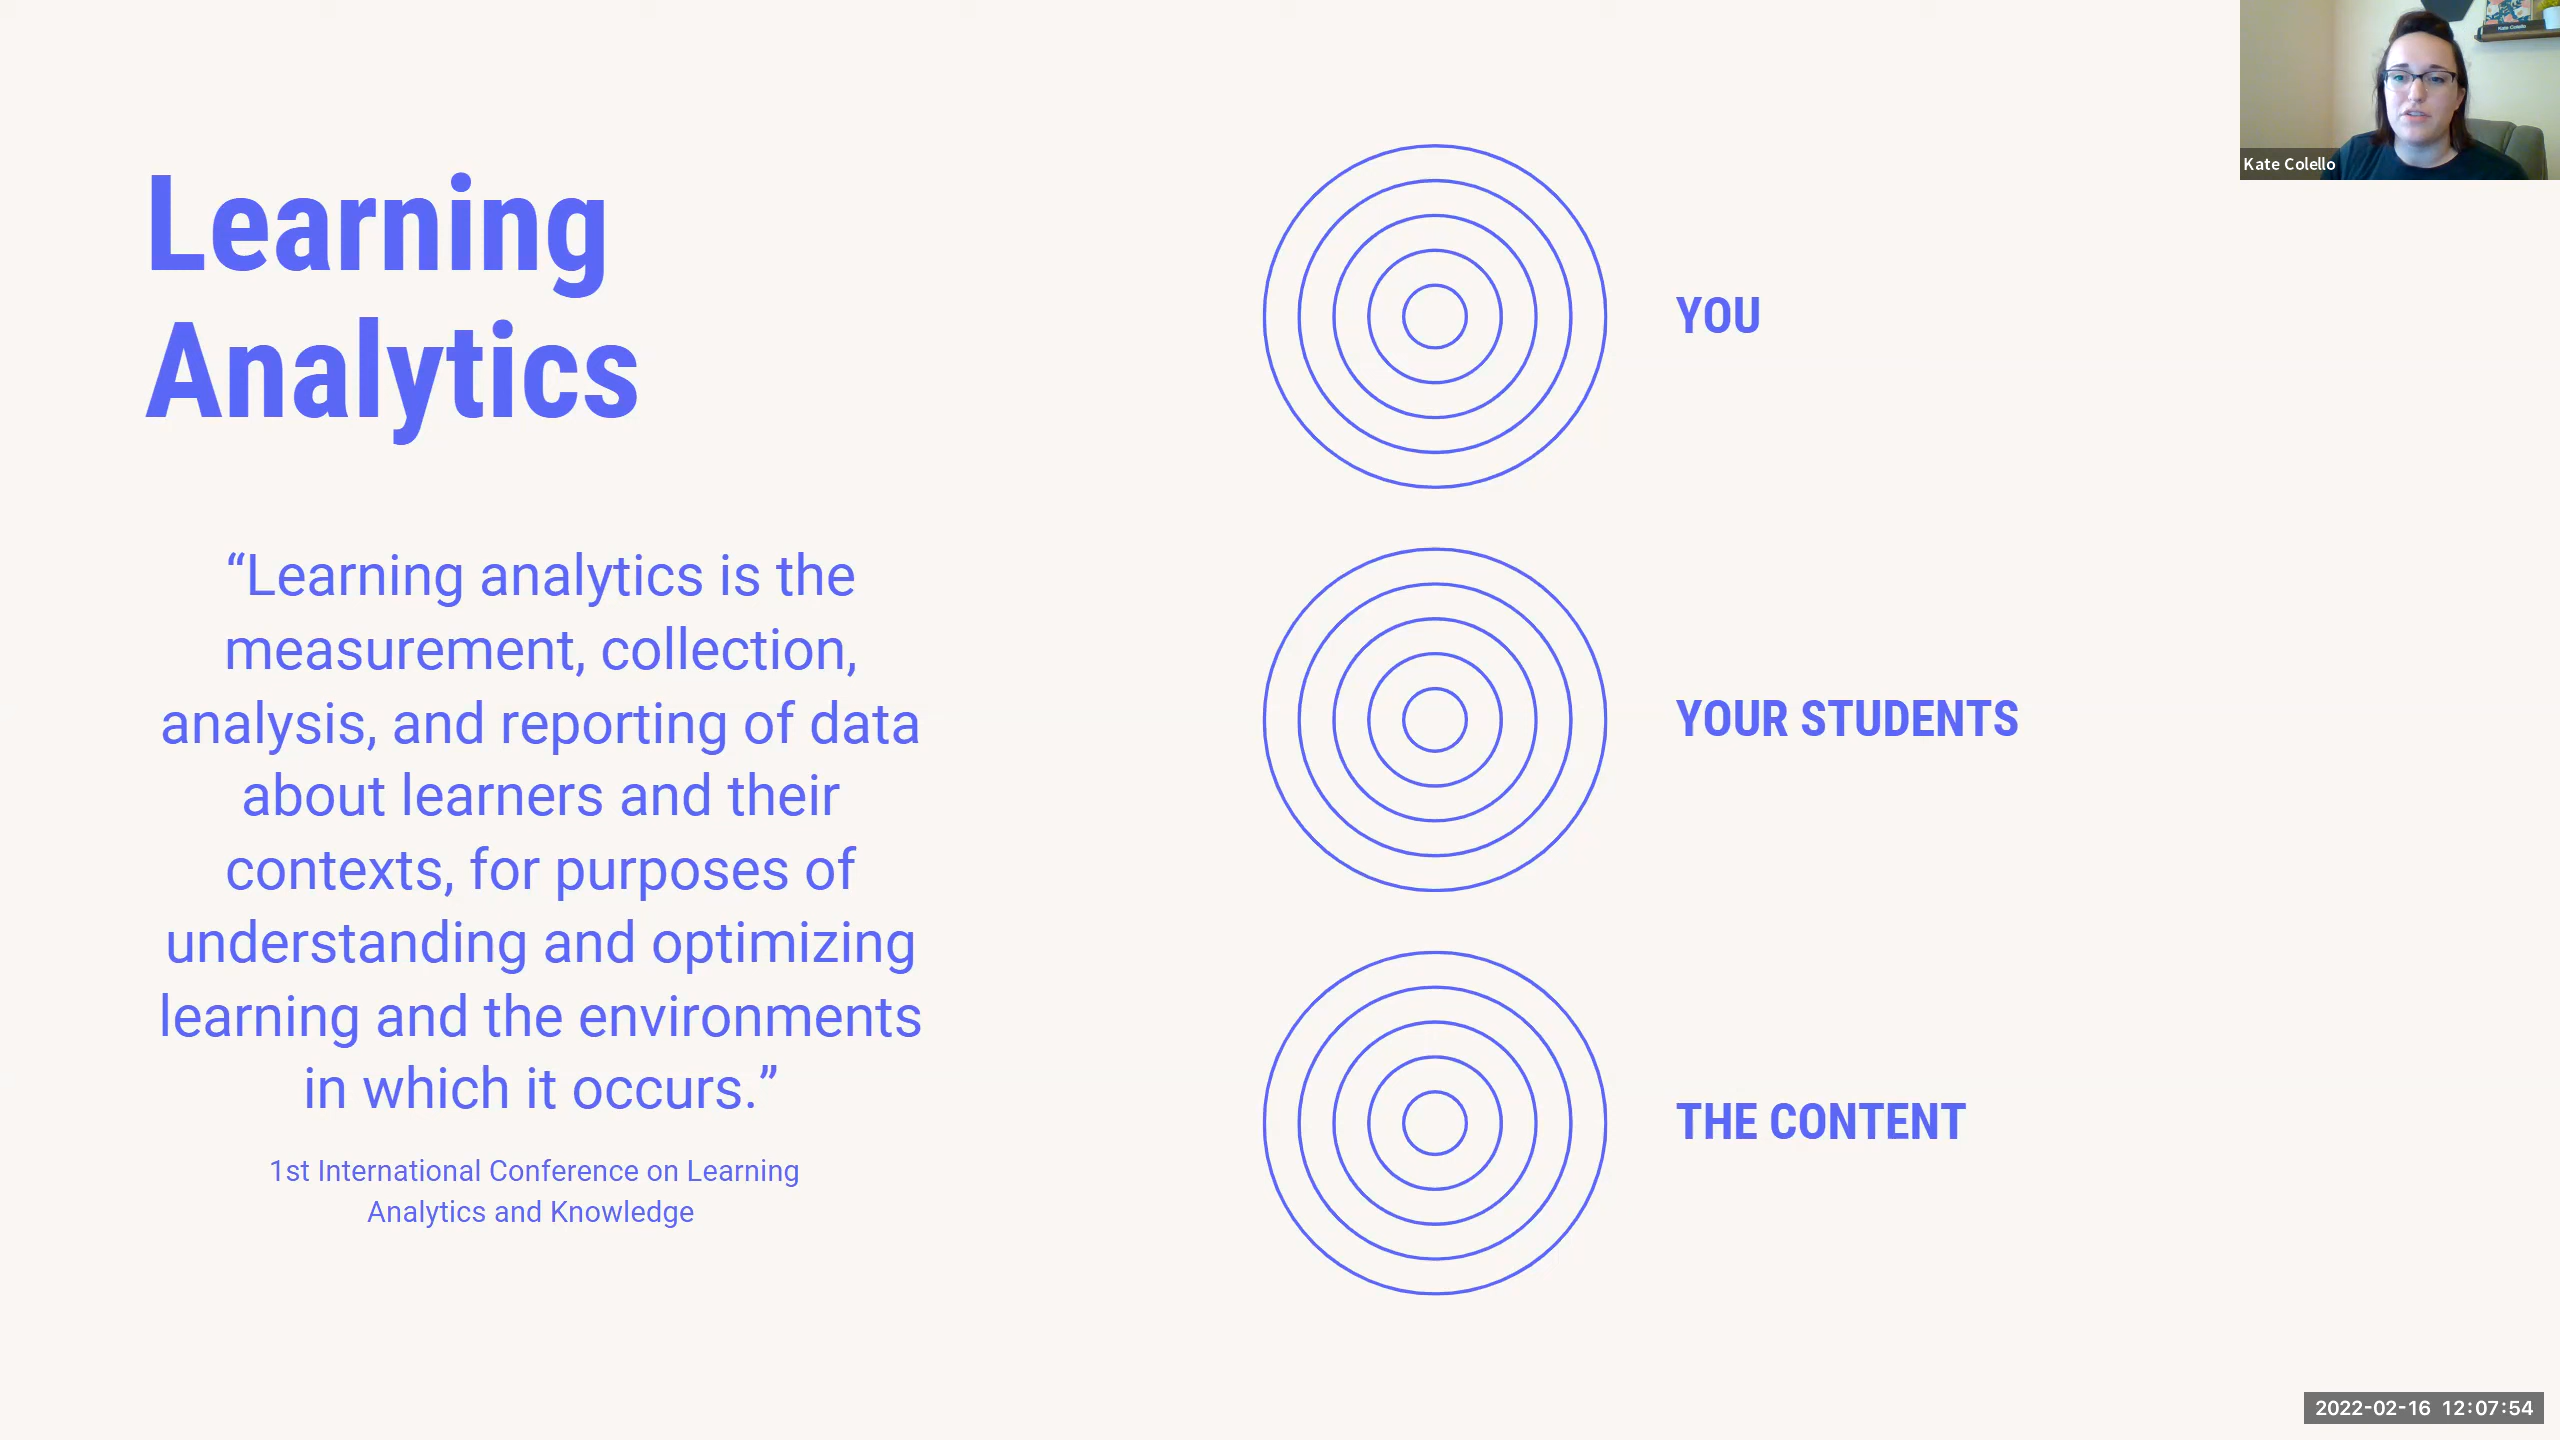 Learning
Analytics
“Learning analytics is the
measurement, collection,
analysis, and reporting of data
about learners and their
contexts, for purposes of
understanding and optimizing
learning and the environments
in which it occurs.”
1st International Conference on Learning
Analytics and Knowledge
YOU
YOUR STUDENTS
THE CONTENT
Kate Colello
Kate Colello
2022-02-16 12:07:54